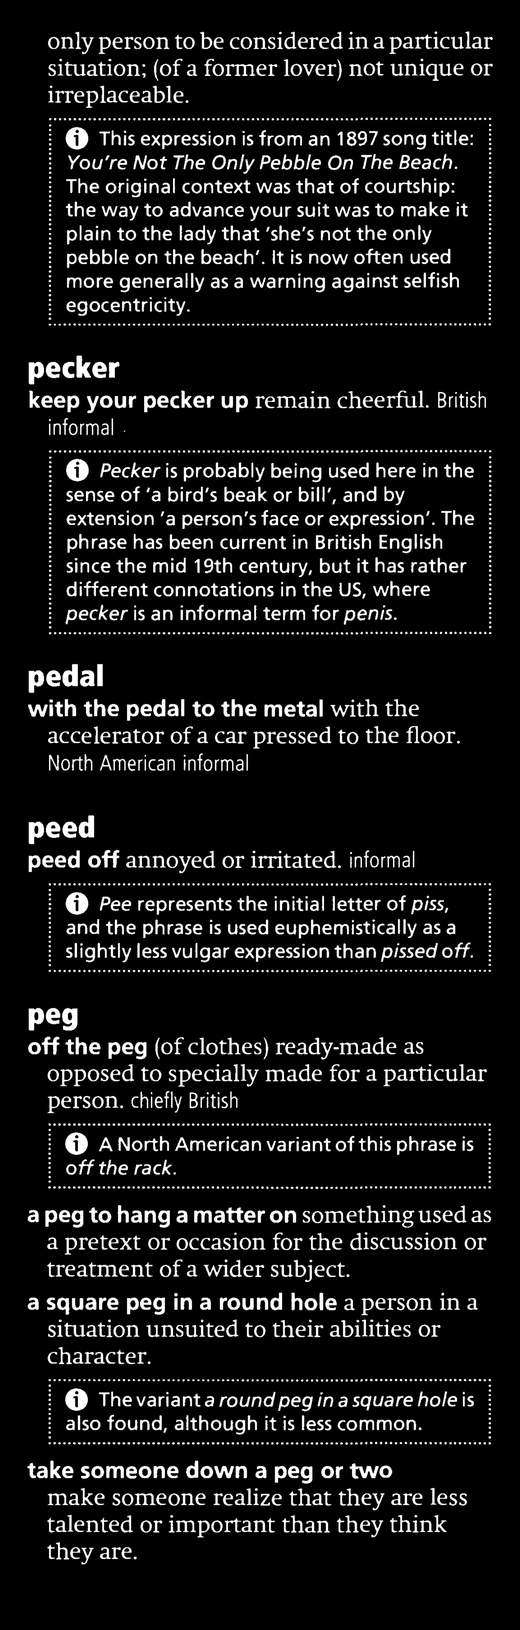 only person to be considered in a particular
situation; (of a former lover) not unique or
irreplaceable.
i This expression is from an 1897 song title:
You're Not The Only Pebble On The Beach.
The original context was that of courtship:
the way to advance your suit was to make it
plain to the lady that 'she's not the only
pebble on the beach'. It is now often used
more generally as a warning against selfish
egocentricity.
pecker
keep your pecker up remain cheerful. British
informal
i Pecker is probably being used here in the
sense of 'a bird's beak or bill', and by
extension 'a person's face or expression'. The
phrase has been current in British English
since the mid 19th century, but it has rather
different connotations in the US, where
pecker is an informal term for penis.
pedal
with the pedal to the metal with the
accelerator of a car pressed to the floor.
North American informal
peed
peed off annoyed or irritated. informal
i Pee represents the initial letter of piss,
and the phrase is used euphemistically as a
slightly less vulgar expression than pissed off.
peg
off the peg (of clothes) ready-made as
opposed to specially made for a particular
person. chiefly British
i A North American variant of this phrase is
off the rack.
a peg to hang a matter on something used as
a pretext or occasion for the discussion or
treatment of a wider subject.
a square peg in a round hole a person in a
situation unsuited to their abilities or
character.
i The variant a round peg in a square hole is
also found, although it is less common.
take someone down a peg or two
make someone realize that they are less
talented or important than they think
they are.